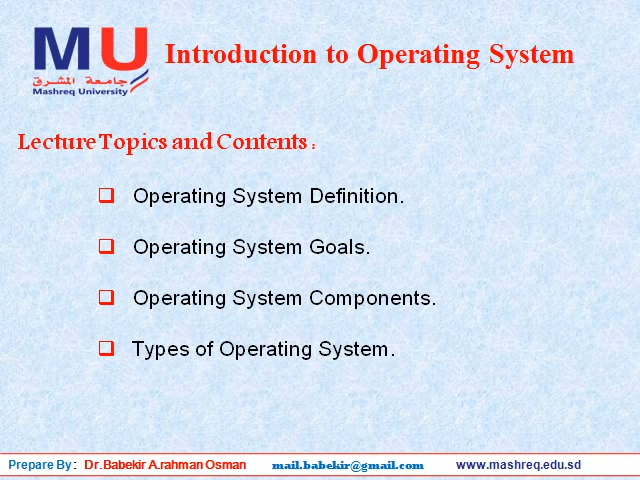 MU
جامعة المشرق
Mashreq University
Introduction to Operating System
Lecture Topics and Contents :
Operating System Definition.
Operating System Goals.
Operating System Components.
Types of Operating System.
Prepare By : Dr.Babekir A.rahman Osman mail.babekir@gmail.com www.mashreq.edu.sd